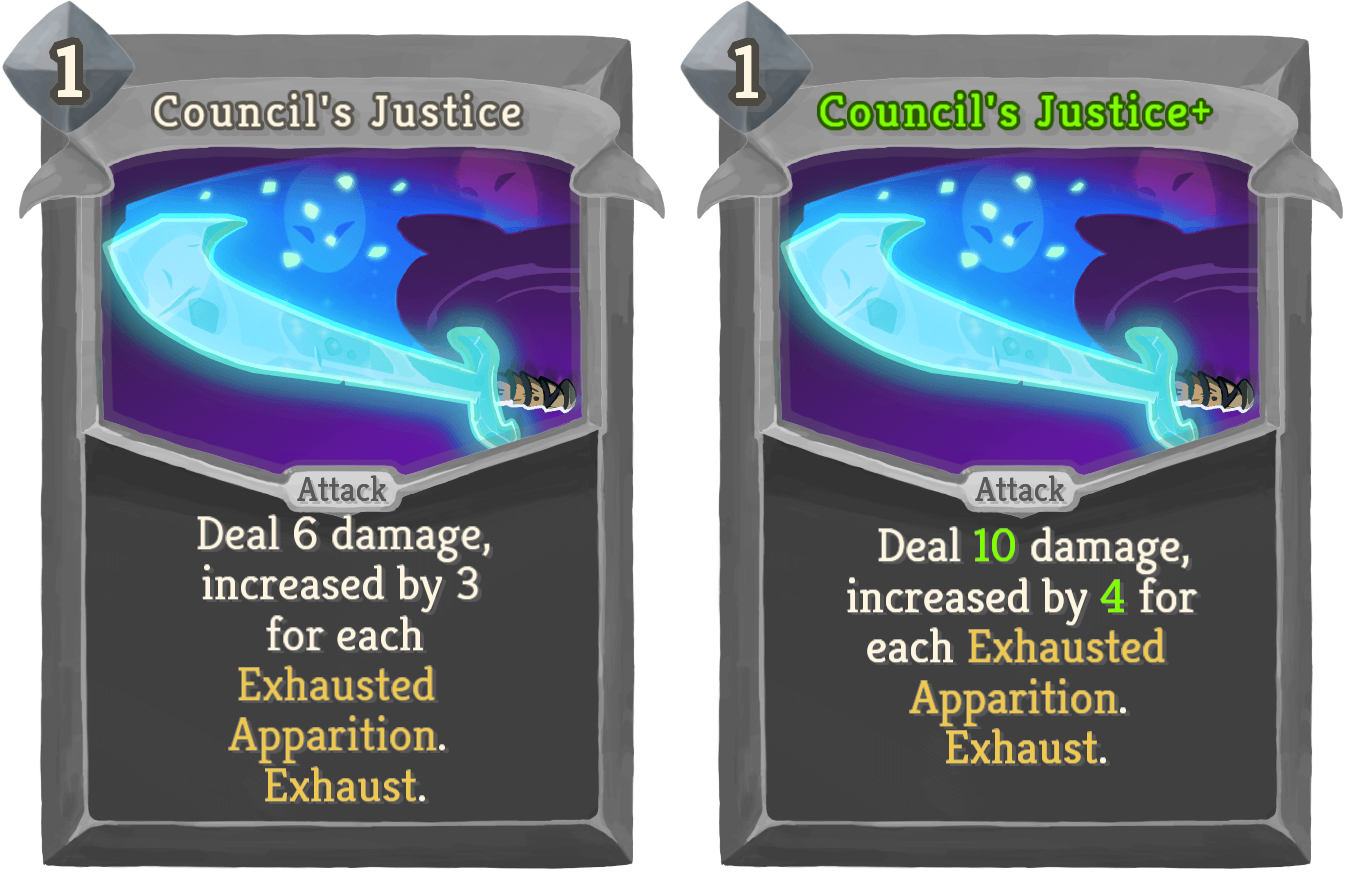 1
Council's Justice
Attack
Deal 6 damage,
increased by 3
for each
Exhausted
Apparition.
Exhaust.
1
Council's Justice+
Attack
Deal 10 damage,
increased by 4 for
each Exhausted
Apparition.
Exhaust.